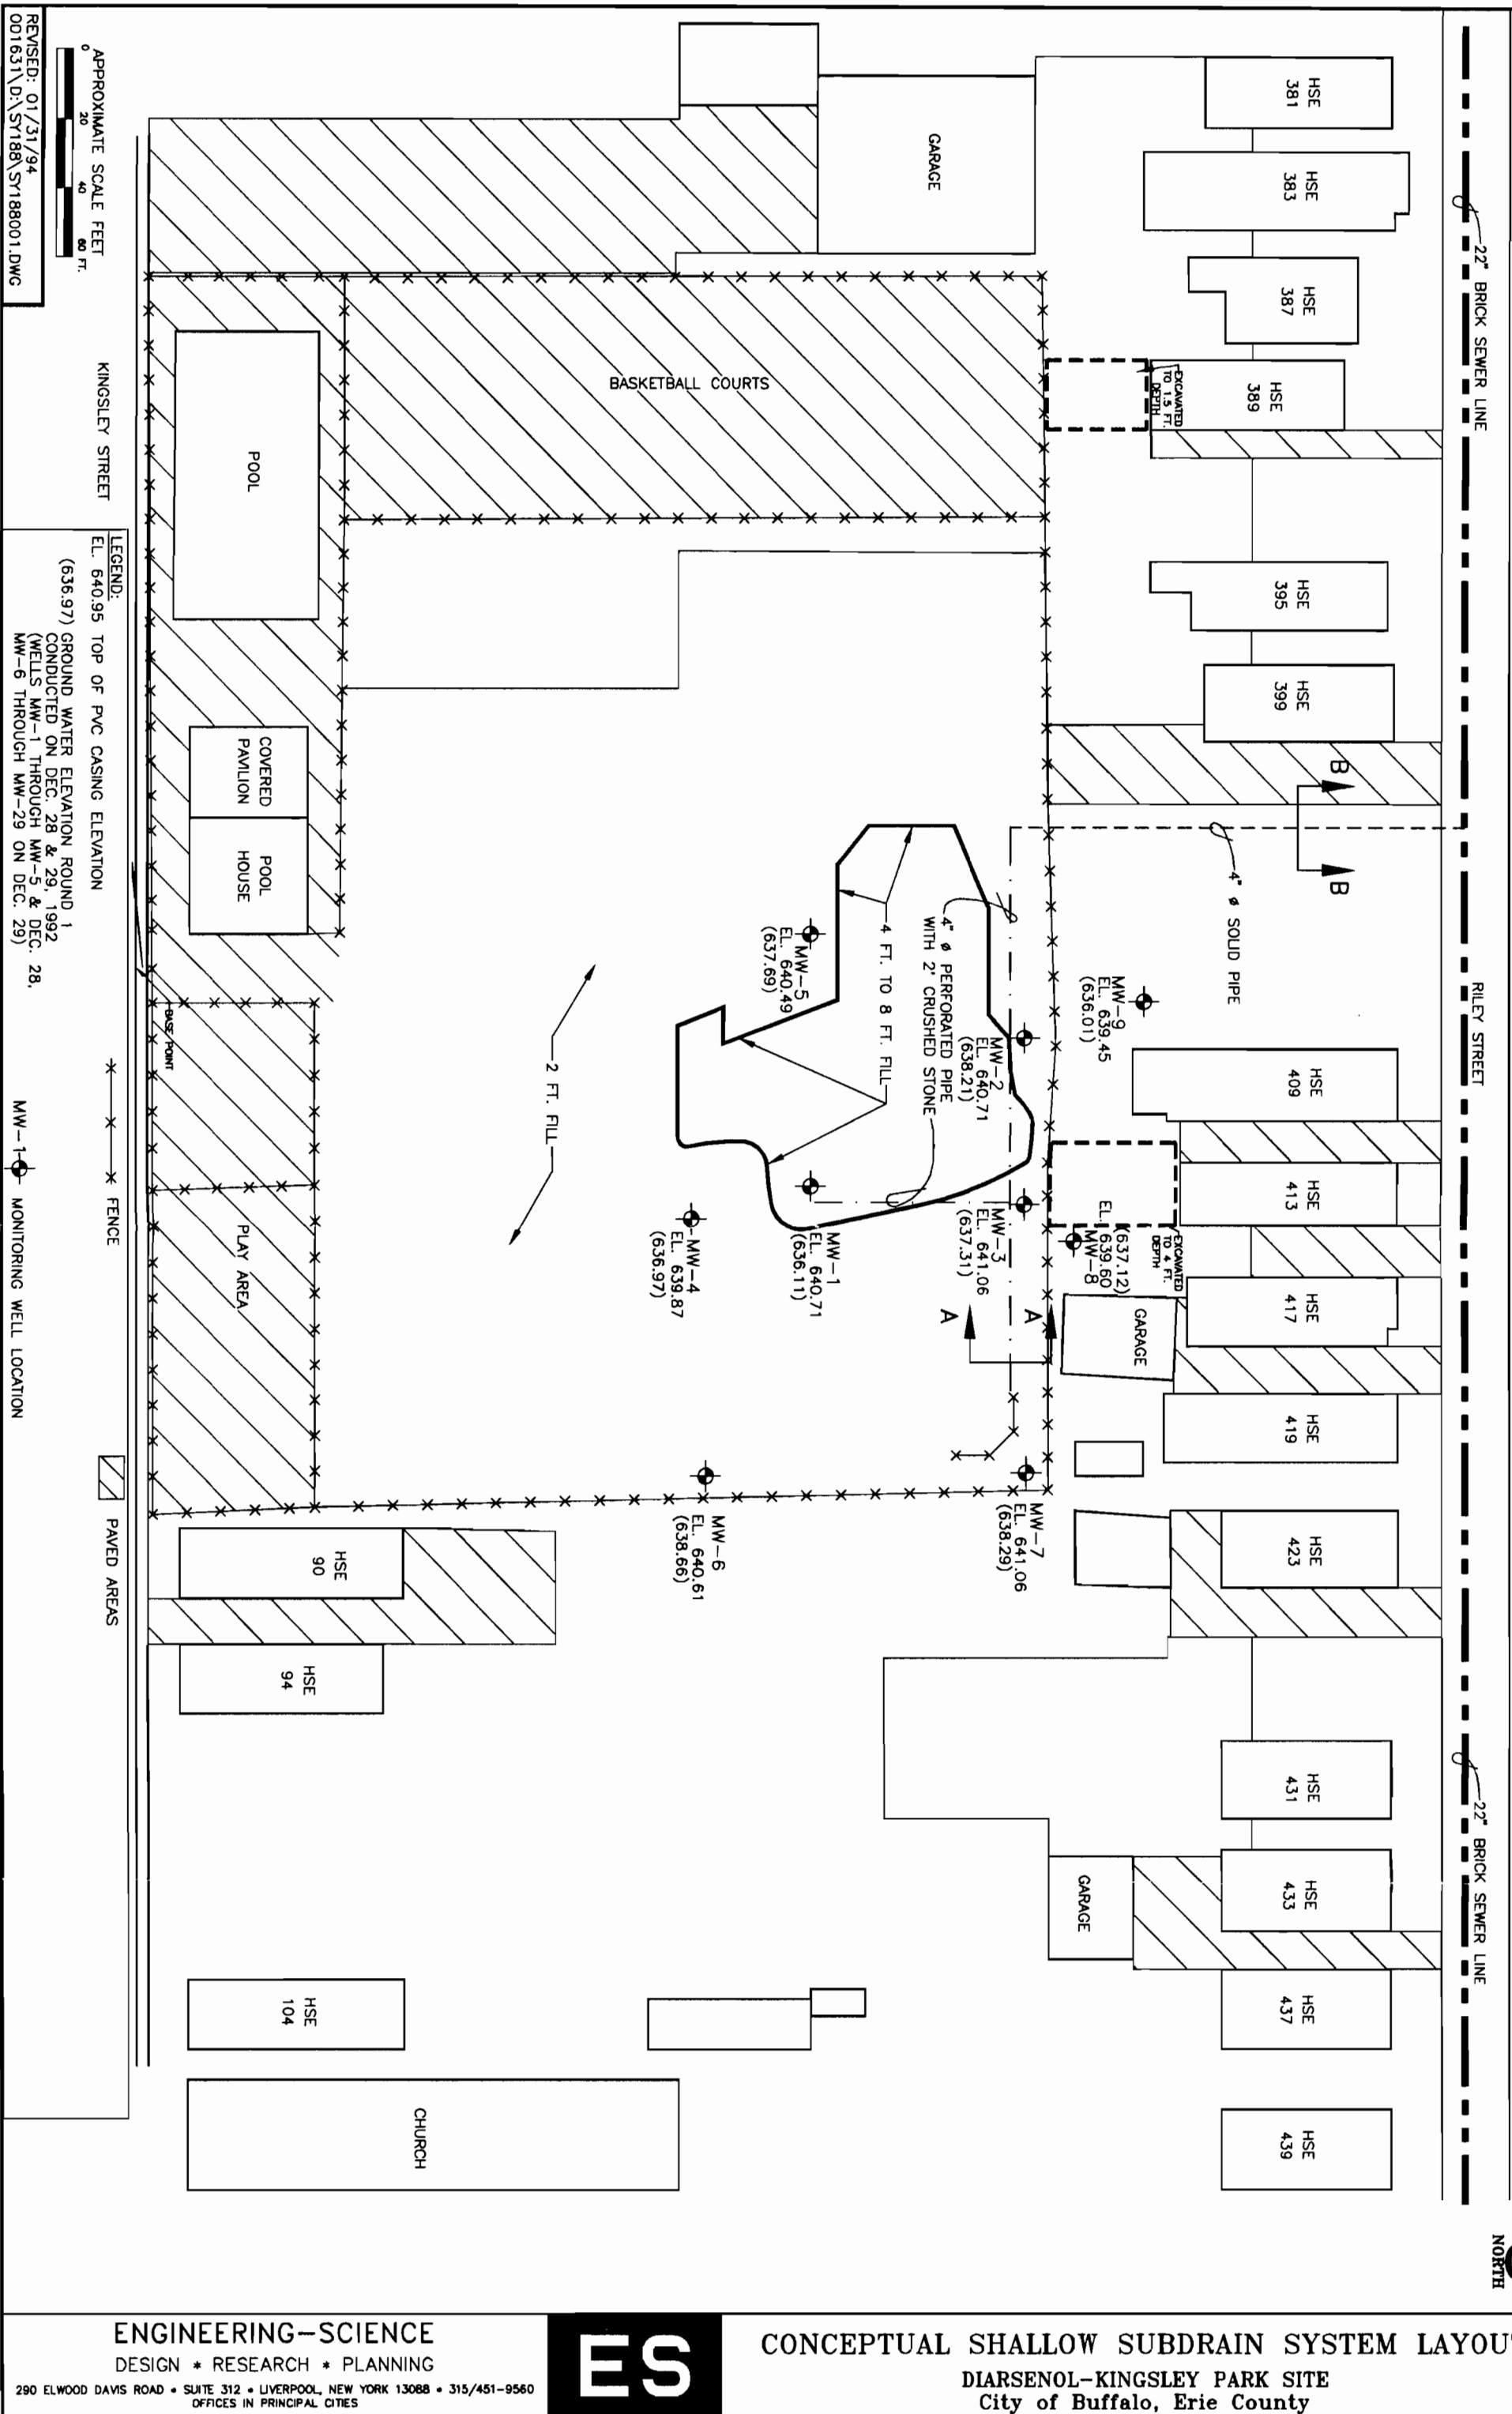 RILEY STREET
22" BRICK SEWER LINE
22" BRICK SEWER LINE
NORTH
HSE
381
HSE
383
HSE
387
HSE
389
HSE
395
HSE
399
HSE
409
HSE
413
HSE
417
HSE
419
HSE
423
HSE
431
HSE
433
HSE
437
HSE
439
EXCAVATED
TO 1.5 FT.
DEPTH
B
B
4" ø SOLID PIPE
MW-9
EL. 639.45
(636.01)
EXCAVATED
TO 4 FT.
DEPTH
(637.12)
EL. 639.60
MW-8
GARAGE
GARAGE
GARAGE
A
A
MW-2
EL. 640.71
(638.21)
MW-3
EL. 641.06
(637.31)
MW-7
EL. 641.06
(638.29)
4" ø PERFORATED PIPE
WITH 2' CRUSHED STONE
4 FT. TO 8 FT. FILL
MW-5
EL. 640.49
(637.69)
MW-1
EL. 640.71
(636.11)
MW-4
EL. 639.87
(636.97)
MW-6
EL. 640.61
(638.66)
BASKETBALL COURTS
2 FT. FILL
POOL
COVERED
PAVILION
POOL
HOUSE
PLAY AREA
BASE POINT
HSE
90
HSE
94
HSE
104
CHURCH
KINGSLEY STREET
APPROXIMATE SCALE FEET
0 20 40 60 FT.
REVISED: 01/31/94
001631\D:\SY188\SY188001.DWG
LEGEND:
EL. 640.95 TOP OF PVC CASING ELEVATION
(636.97) GROUND WATER ELEVATION ROUND 1
CONDUCTED ON DEC. 28 & 29, 1992
(WELLS MW-1 THROUGH MW-5 & DEC. 28,
MW-6 THROUGH MW-29 ON DEC. 29)
FENCE
MW-1 MONITORING WELL LOCATION
PAVED AREAS
ENGINEERING-SCIENCE
DESIGN * RESEARCH * PLANNING
290 ELWOOD DAVIS ROAD • SUITE 312 • LIVERPOOL, NEW YORK 13088 • 315/451-9560
OFFICES IN PRINCIPAL CITIES
ES
CONCEPTUAL SHALLOW SUBDRAIN SYSTEM LAYOU
DIARSENOL-KINGSLEY PARK SITE
City of Buffalo, Erie County